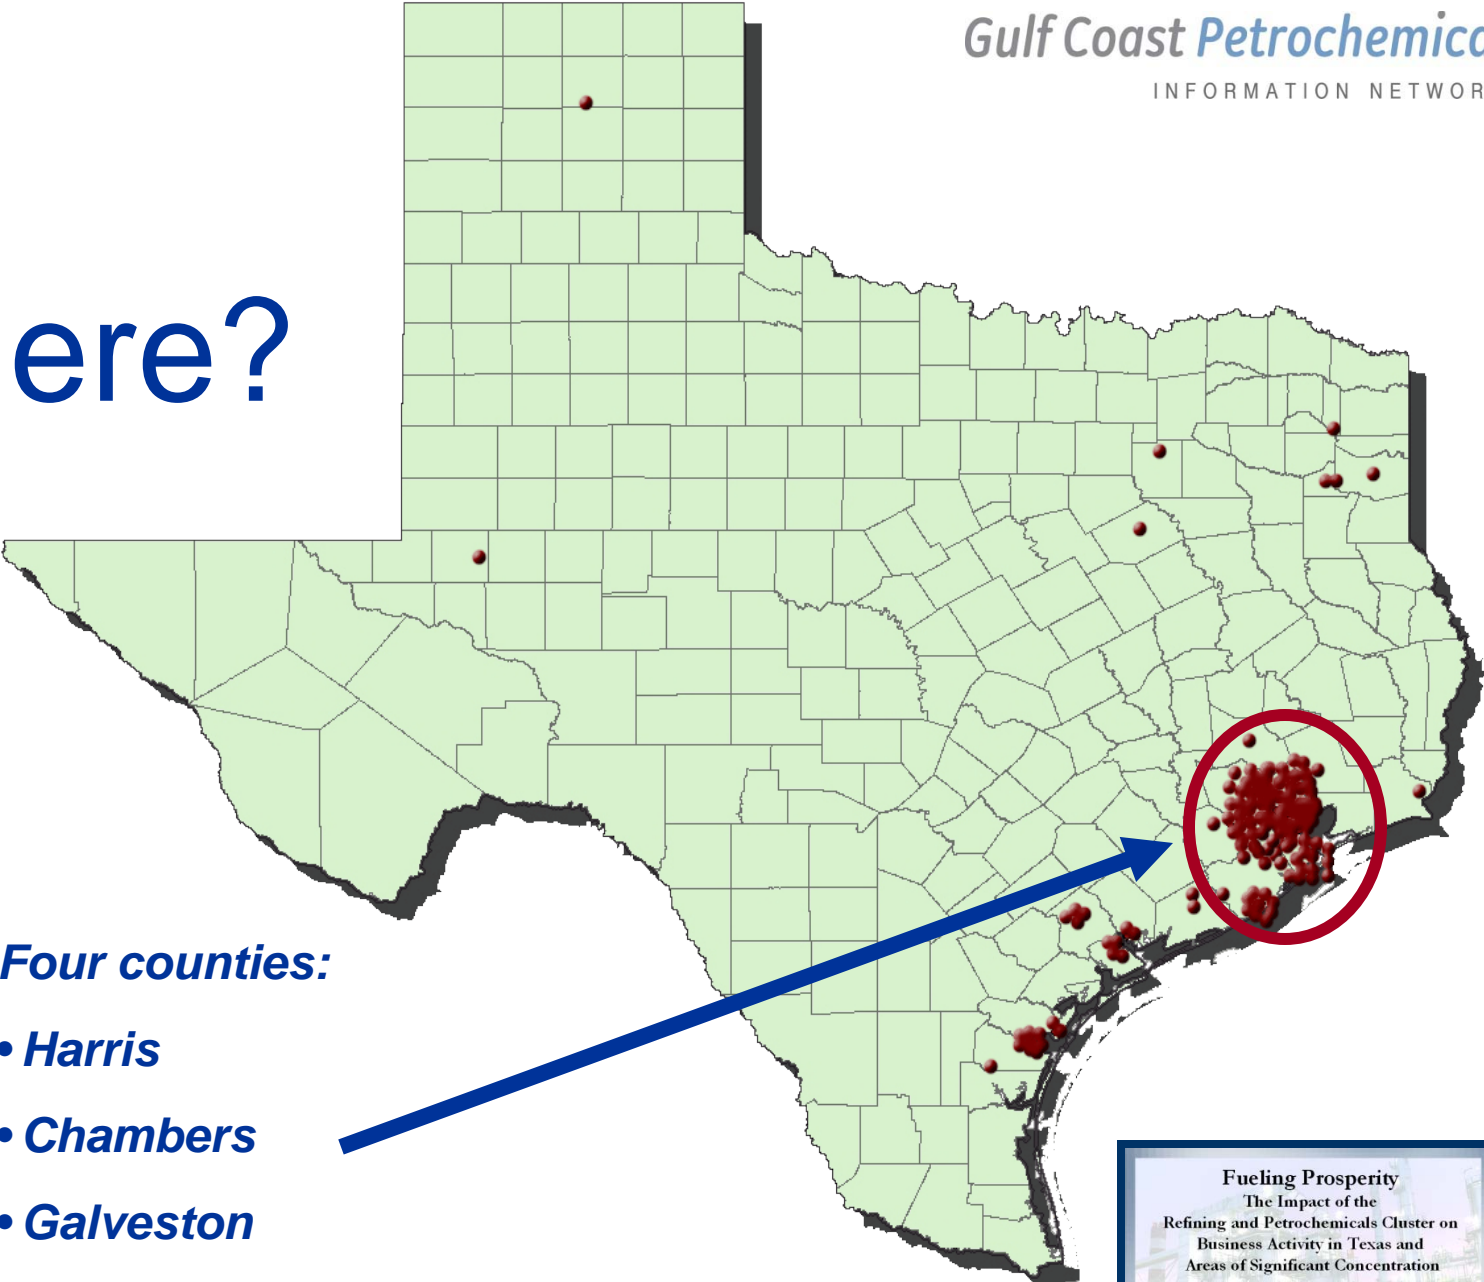 Gulf Coast Petrochemica
INFORMATION NETWOR
ere?
Four counties:
• Harris
• Chambers
• Galveston
Fueling Prosperity
The Impact of the
Refining and Petrochemicals Cluster on
Business Activity in Texas and
Areas of Significant Concentration